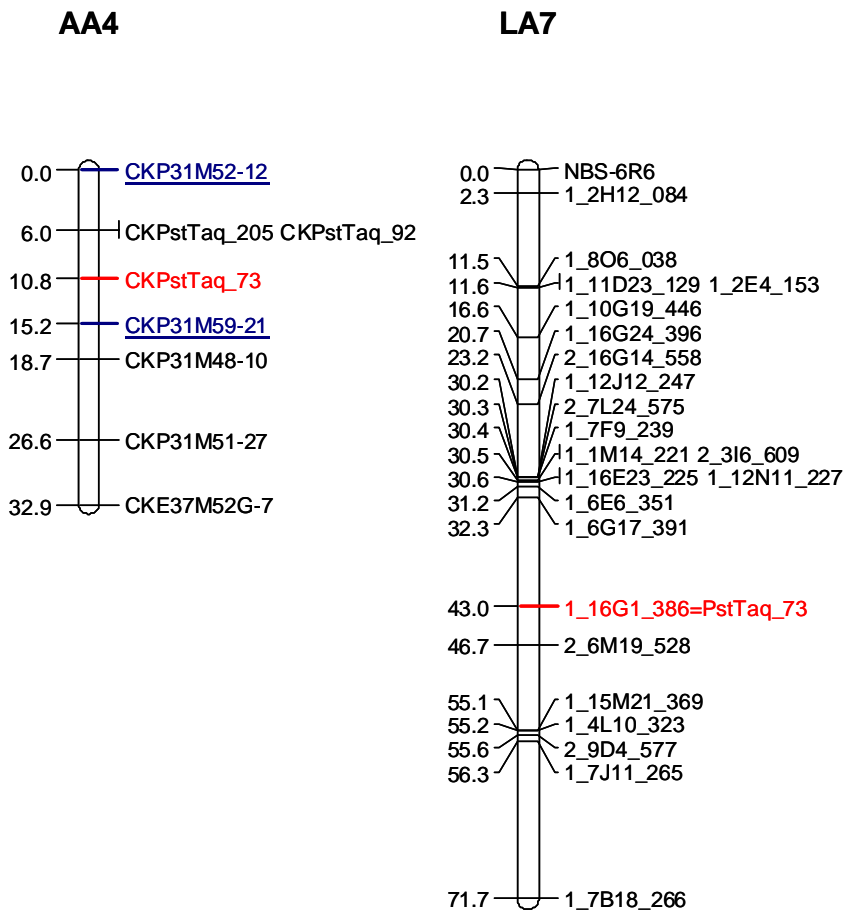 AA4
0.0 CKP31M52-12
6.0 CKPstTaq_205 CKPstTaq_92
10.8 CKPstTaq_73
15.2 CKP31M59-21
18.7 CKP31M48-10
26.6 CKP31M51-27
32.9 CKE37M52G-7
LA7
0.0 NBS-6R6
2.3 1_2H12_084
11.5 1_8O6_038
11.6 1_11D23_129 1_2E4_153
16.6 1_10G19_446
20.7 1_16G24_396
23.2 2_16G14_558
30.2 1_12J12_247
30.3 2_7L24_575
30.4 1_7F9_239
30.5 1_1M14_221 2_3I6_609
30.6 1_16E23_225 1_12N11_227
31.2 1_6E6_351
32.3 1_6G17_391
43.0 1_16G1_386=PstTaq_73
46.7 2_6M19_528
55.1 1_15M21_369
55.2 1_4L10_323
55.6 2_9D4_577
56.3 1_7J11_265
71.7 1_7B18_266